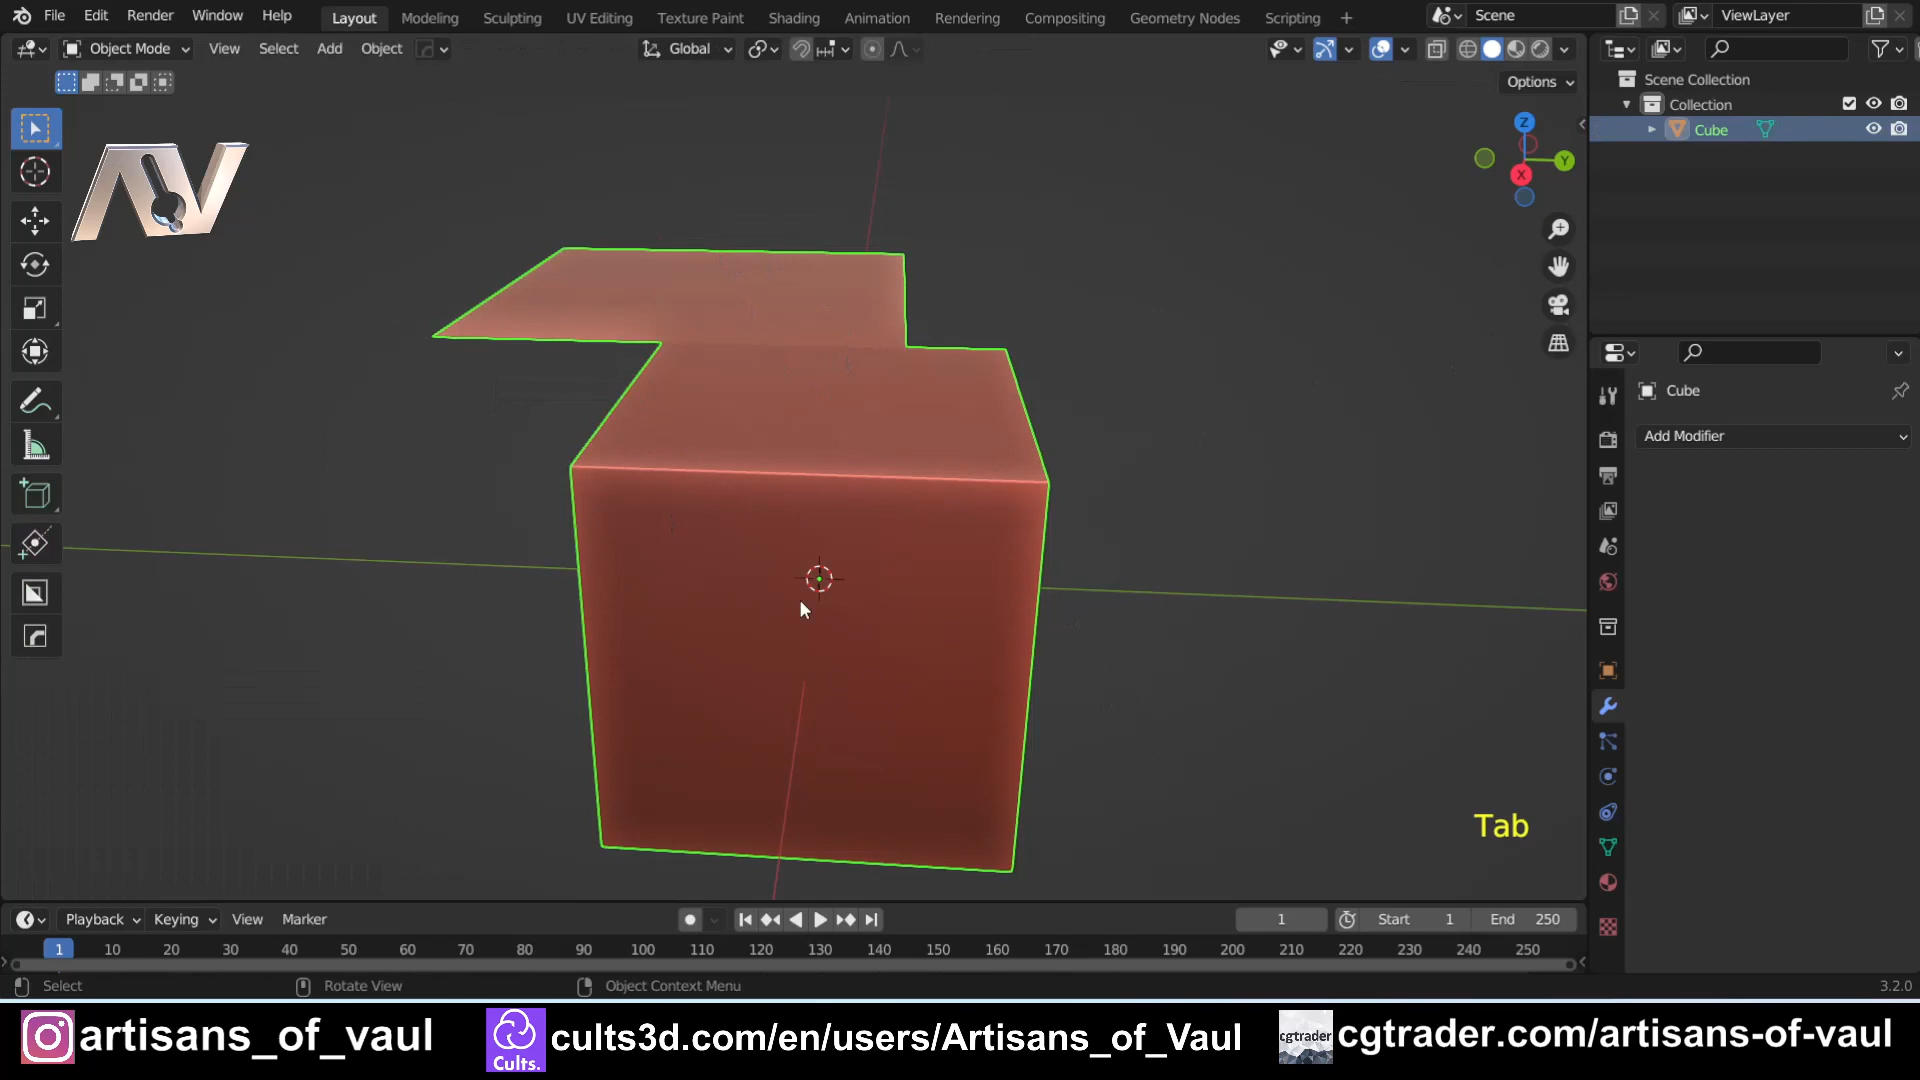 File Edit Render Window Help Layout Modeling Sculpting UV Editing Texture Paint Shading Animation Rendering Compositing Geometry Nodes Scripting + Scene ViewLayer
Object Mode View Select Add Object Global
Options
Scene Collection
Collection
Cube
Z
Y
X
AV
Cube
Add Modifier
Tab
Playback Keying View Marker 1 Start 1 End 250
1 10 20 30 40 50 60 70 80 90 100 110 120 130 140 150 160 170 180 190 200 210 220 230 240 250
Select Rotate View Object Context Menu 3.2.0
artisans_of_vaul Cults. cults3d.com/en/users/Artisans_of_Vaul cgtrader cgtrader.com/artisans-of-vaul